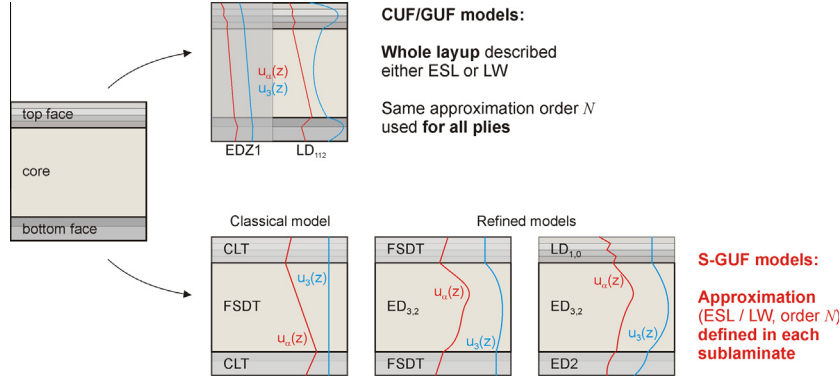 CUF/GUF models:
Whole layup described
either ESL or LW
Same approximation order N
used for all plies
uα(z)
u3(z)
EDZ1
LD112
top face
core
bottom face
Classical model
Refined models
CLT
FSDT
CLT
u3(z)
uα(z)
FSDT
ED3,2
FSDT
uα(z)
u3(z)
LD1,0
ED3,2
ED2
uα(z)
u3(z)
S-GUF models:
Approximation
(ESL / LW, order N)
defined in each
sublaminate